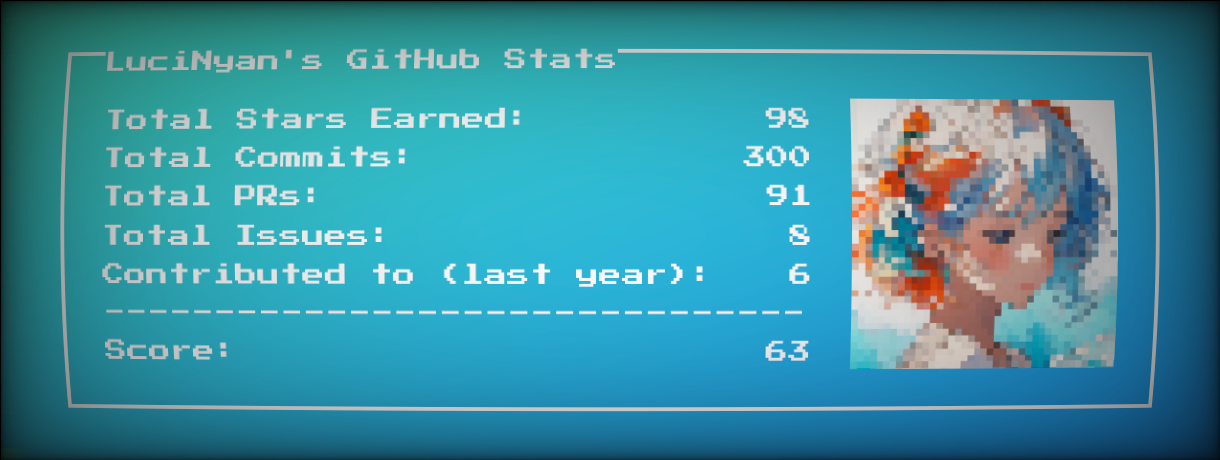 LuciNyan's GitHub Stats
Total Stars Earned: 98
Total Commits: 300
Total PRs: 91
Total Issues: 8
Contributed to (last year): 6
--------------------------------
Score: 63